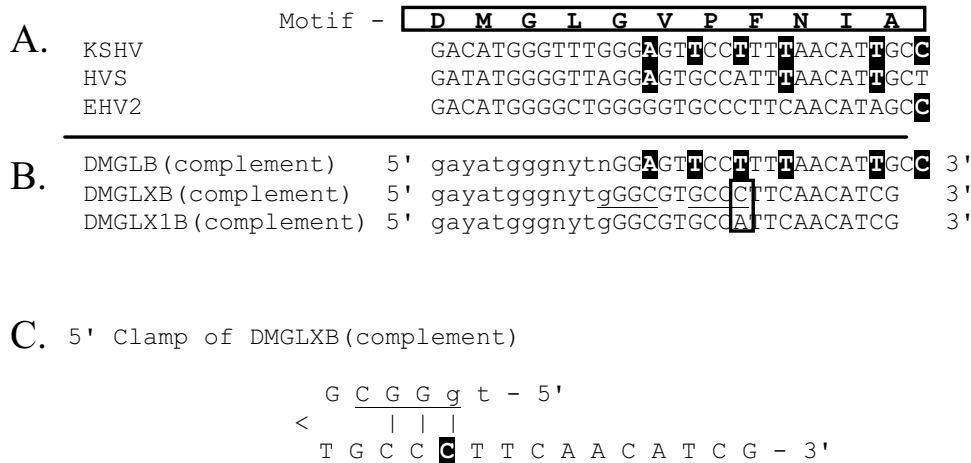 Motif - D M G L G V P F N I A
A.
KSHV GACATGGGTTTGGGAGTTCCTTTTAACATTGCC
HVS GATATGGGGTTAGGAGTGCCATTTAACATTGCT
EHV2 GACATGGGGCTGGGGGTGCCCTTCAACATAGCC
B.
DMGLB(complement) 5' gayatgggnytnGGAGTTCCTTTTAACATTGCC 3'
DMGLXB(complement) 5' gayatgggnytgGGCGTGCCCTTCAACATCG 3'
DMGLX1B(complement) 5' gayatgggnytgGGCGTGCCATTCAACATCG 3'
C. 5' Clamp of DMGLXB(complement)
G C G G g t - 5'
< | | |
T G C C C T T C A A C A T C G - 3'